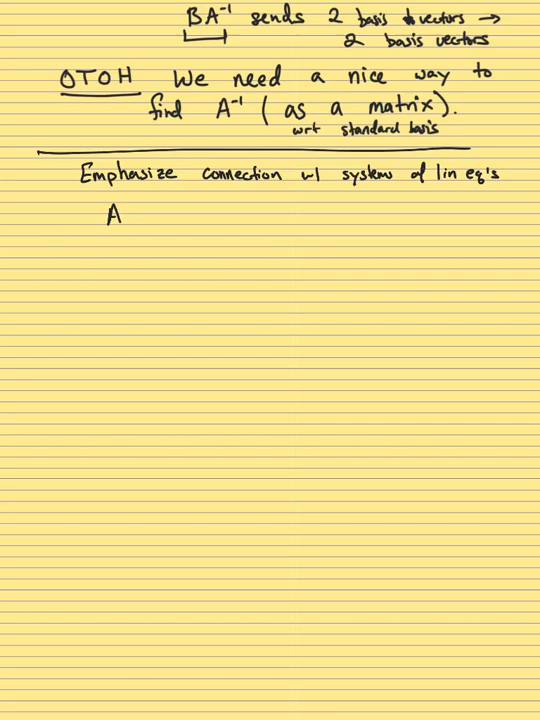 BA⁻¹ sends 2 basis vectors →
2 basis vectors
OTOH We need a nice way to
find A⁻¹ (as a matrix).
wrt standard basis
Emphasize connection w/ systems of lin eq's
A